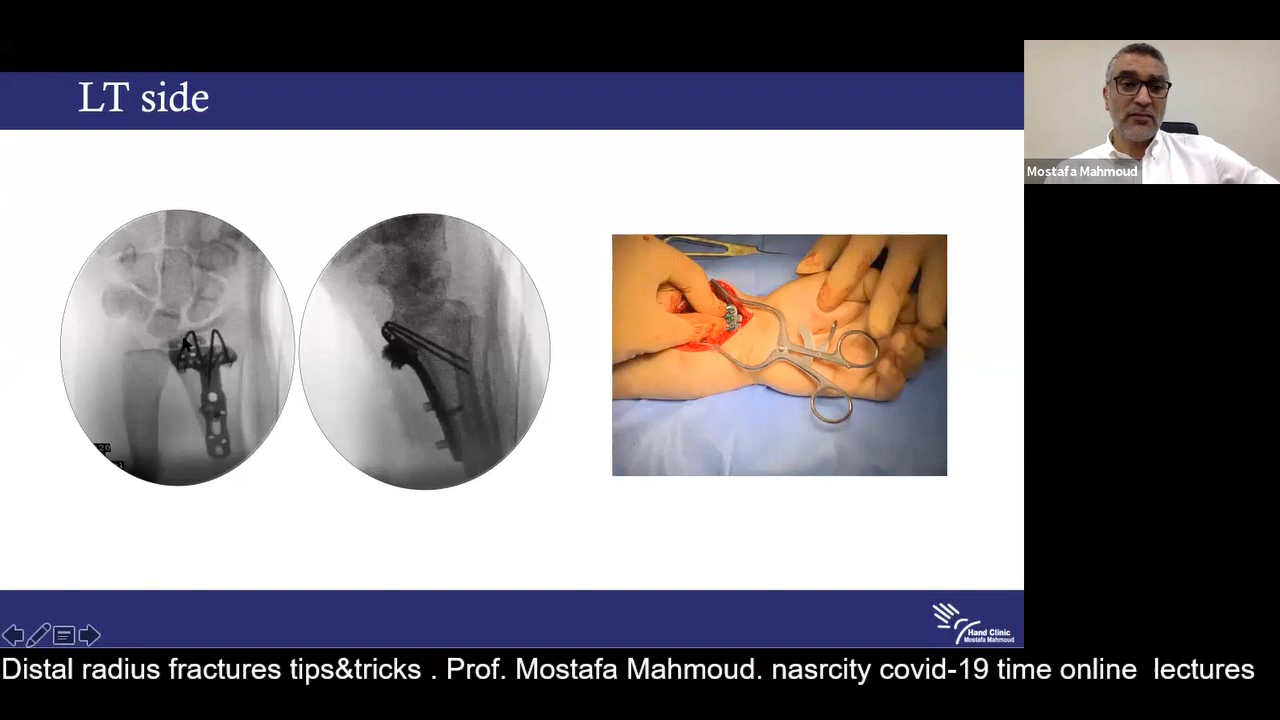 LT side
Mostafa Mahmoud
20
Hand Clinic
Mostafa Mahmoud
Distal radius fractures tips&tricks . Prof. Mostafa Mahmoud. nasrcity covid-19 time online lectures